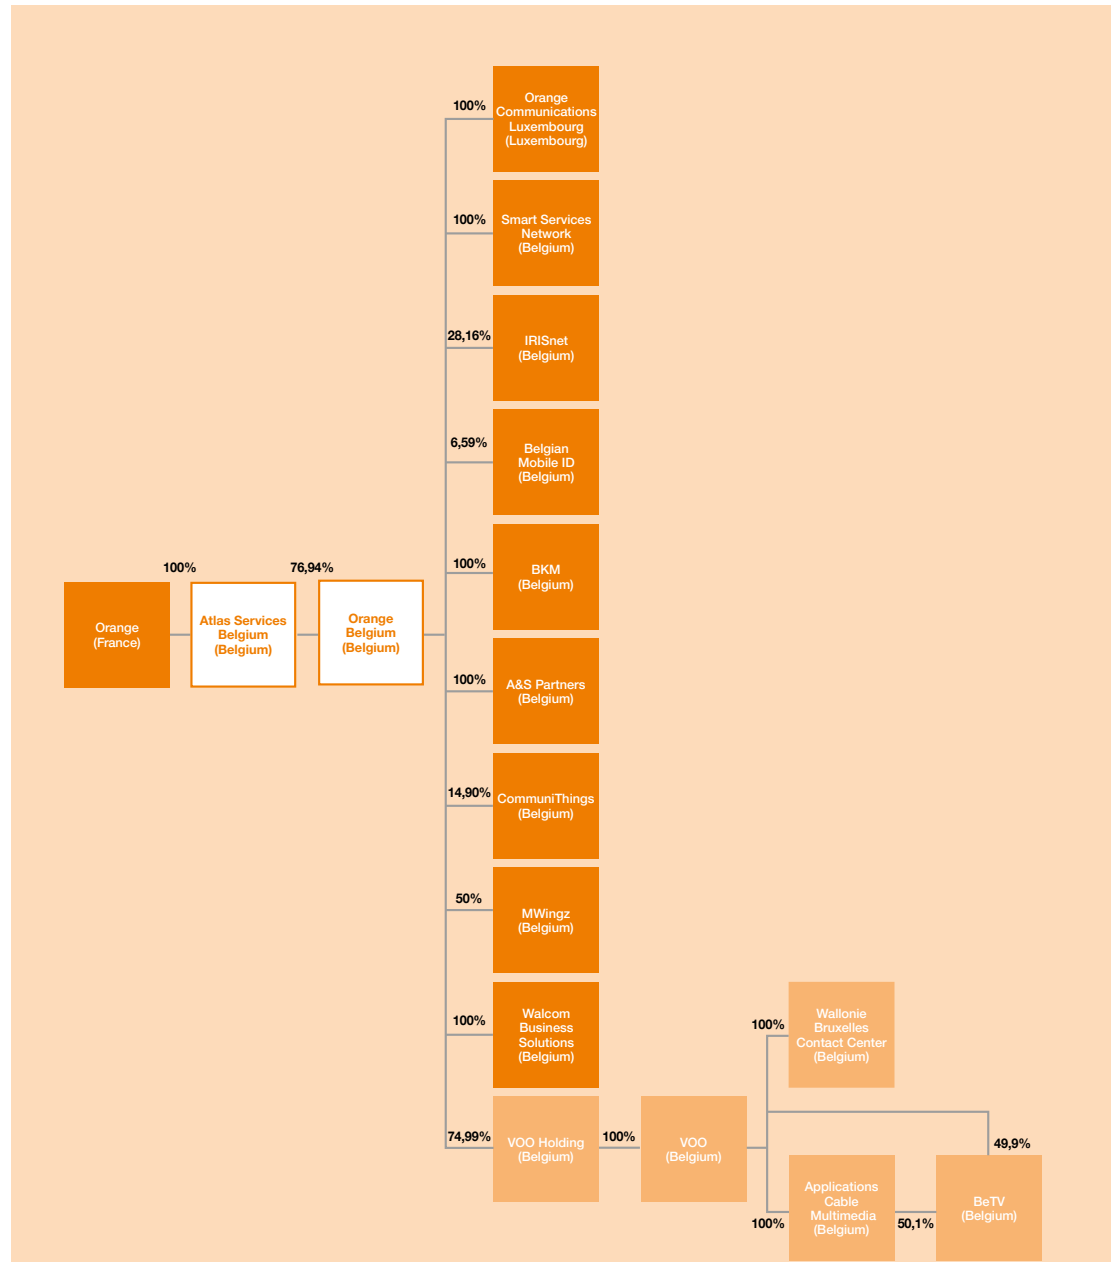 100%
Orange
Communications
Luxembourg
(Luxembourg)
100%
Smart Services
Network
(Belgium)
28,16%
IRISnet
(Belgium)
6,59%
Belgian
Mobile ID
(Belgium)
100%
BKM
(Belgium)
100%
76,94%
Orange
(France)
Atlas Services
Belgium
(Belgium)
Orange
Belgium
(Belgium)
100%
A&S Partners
(Belgium)
14,90%
CommuniThings
(Belgium)
50%
MWingz
(Belgium)
100%
Walcom
Business
Solutions
(Belgium)
100%
Wallonie
Bruxelles
Contact Center
(Belgium)
74,99%
VOO Holding
(Belgium)
100%
VOO
(Belgium)
49,9%
100%
Applications
Cable
Multimedia
(Belgium)
50,1%
BeTV
(Belgium)